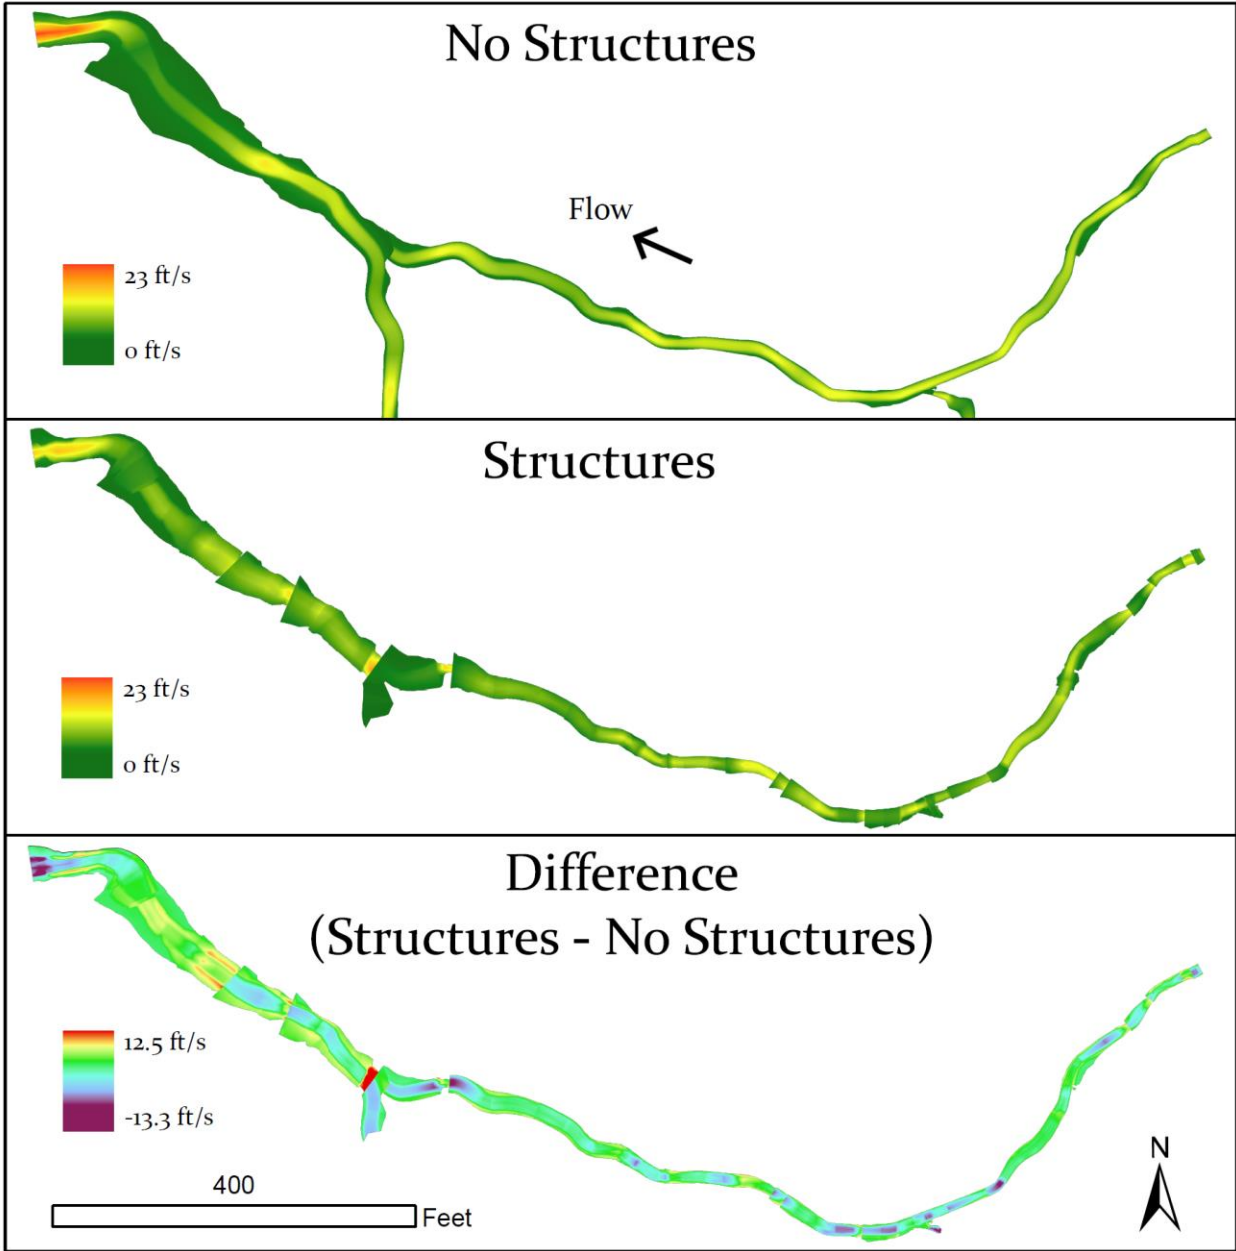 No Structures
Flow
23 ft/s
0 ft/s
Structures
23 ft/s
0 ft/s
Difference
(Structures - No Structures)
12.5 ft/s
-13.3 ft/s
400
Feet
N